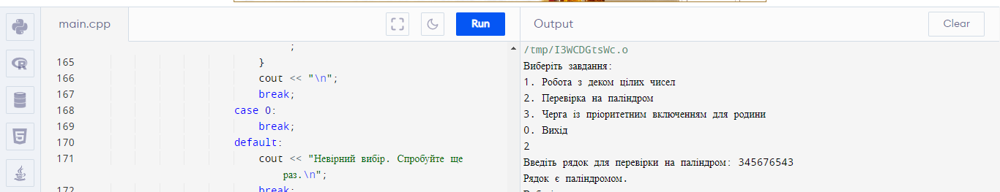 main.cpp
Run
Output
Clear
;
165 }
166 cout << "\n";
167 break;
168 case 0:
169 break;
170 default:
171 cout << "Невірний вибір. Спробуйте ще
раз.\n";
172 break;
/tmp/I3WCDGtsWc.o
Виберіть завдання:
1. Робота з деком цілих чисел
2. Перевірка на паліндром
3. Черга із пріоритетним включенням для родини
0. Вихід
2
Введіть рядок для перевірки на паліндром: 345676543
Рядок є паліндромом.